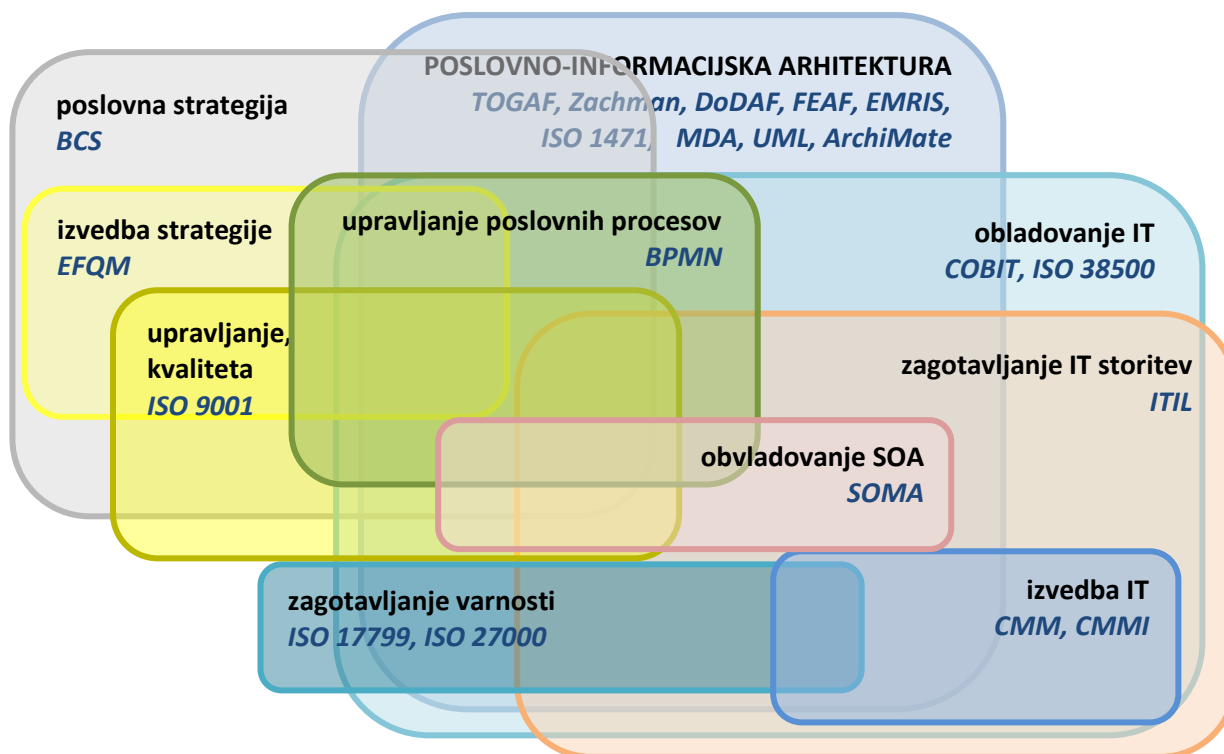 POSLOVNO-INFORMACIJSKA ARHITEKTURA
TOGAF, Zachman, DoDAF, FEAF, EMRIS,
ISO 1471, MDA, UML, ArchiMate
poslovna strategija
BCS
izvedba strategije
EFQM
upravljanje poslovnih procesov
BPMN
obladovanje IT
COBIT, ISO 38500
upravljanje,
kvaliteta
ISO 9001
zagotavljanje IT storitev
ITIL
obvladovanje SOA
SOMA
zagotavljanje varnosti
ISO 17799, ISO 27000
izvedba IT
CMM, CMMI